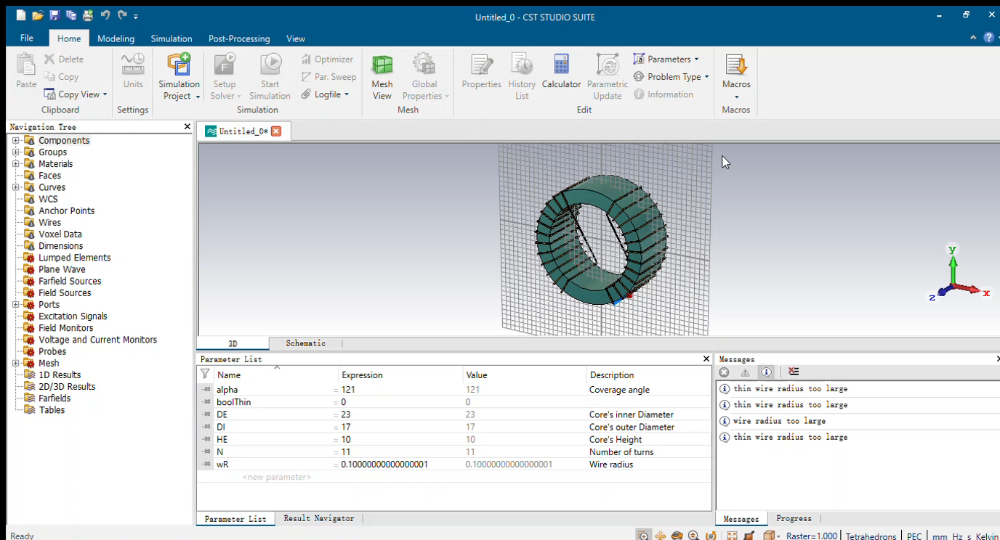 Untitled_0 - CST STUDIO SUITE
File Home Modeling Simulation Post-Processing View
Paste Delete Copy Copy View Clipboard
Units Settings
Simulation Project Setup Solver Start Simulation Optimizer Par. Sweep Logfile Simulation
Mesh View Global Properties Mesh
Properties History List Calculator Parametric Update Parameters Problem Type Information Edit
Macros Macros
Navigation Tree
Components
Groups
Materials
Faces
Curves
WCS
Anchor Points
Wires
Voxel Data
Dimensions
Lumped Elements
Plane Wave
Farfield Sources
Field Sources
Ports
Excitation Signals
Field Monitors
Voltage and Current Monitors
Probes
Mesh
1D Results
2D/3D Results
Farfields
Tables
Untitled_0*
y
z x
3D Schematic
Parameter List
Name Expression Value Description
alpha = 121 121 Coverage angle
boolThin = 0 0
DE = 23 23 Core's inner Diameter
DI = 17 17 Core's outer Diameter
HE = 10 10 Core's Height
N = 11 11 Number of turns
wR = 0.10000000000000001 0.10000000000000001 Wire radius
<new parameter>
Parameter List Result Navigator
Messages
thin wire radius too large
thin wire radius too large
wire radius too large
thin wire radius too large
Messages Progress
Ready Raster=1.000 Tetrahedrons PEC mm Hz s Kelvin